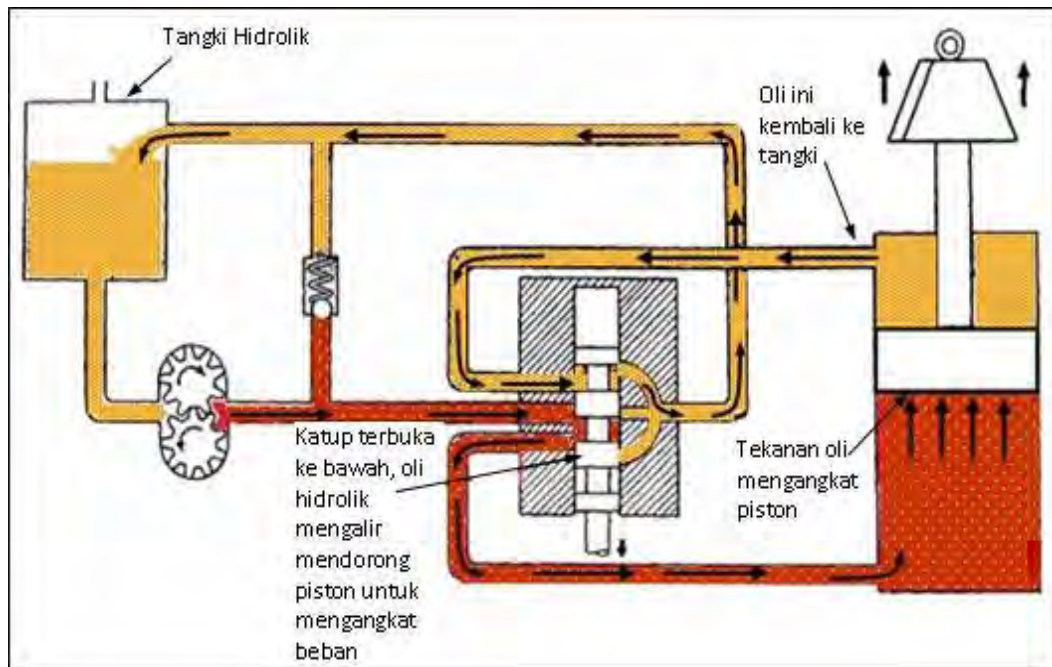 Tangki Hidrolik
Oli ini
kembali ke
tangki
Katup terbuka
ke bawah, oli
hidrolik
mengalir
mendorong
piston untuk
mengangkat
beban
Tekanan oli
mengangkat
piston